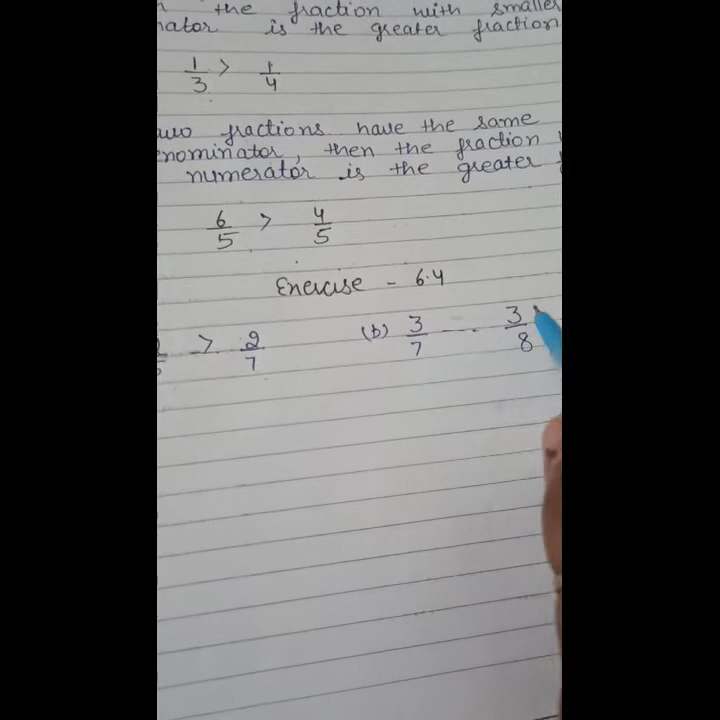 the fraction with smaller
is the greater fraction
1/3 > 1/4
fractions have the same
then the fraction
numerator is the greater
6/5 > 4/5
Exercise - 6.4
> 2/7 (b) 3/7 --- 3/8